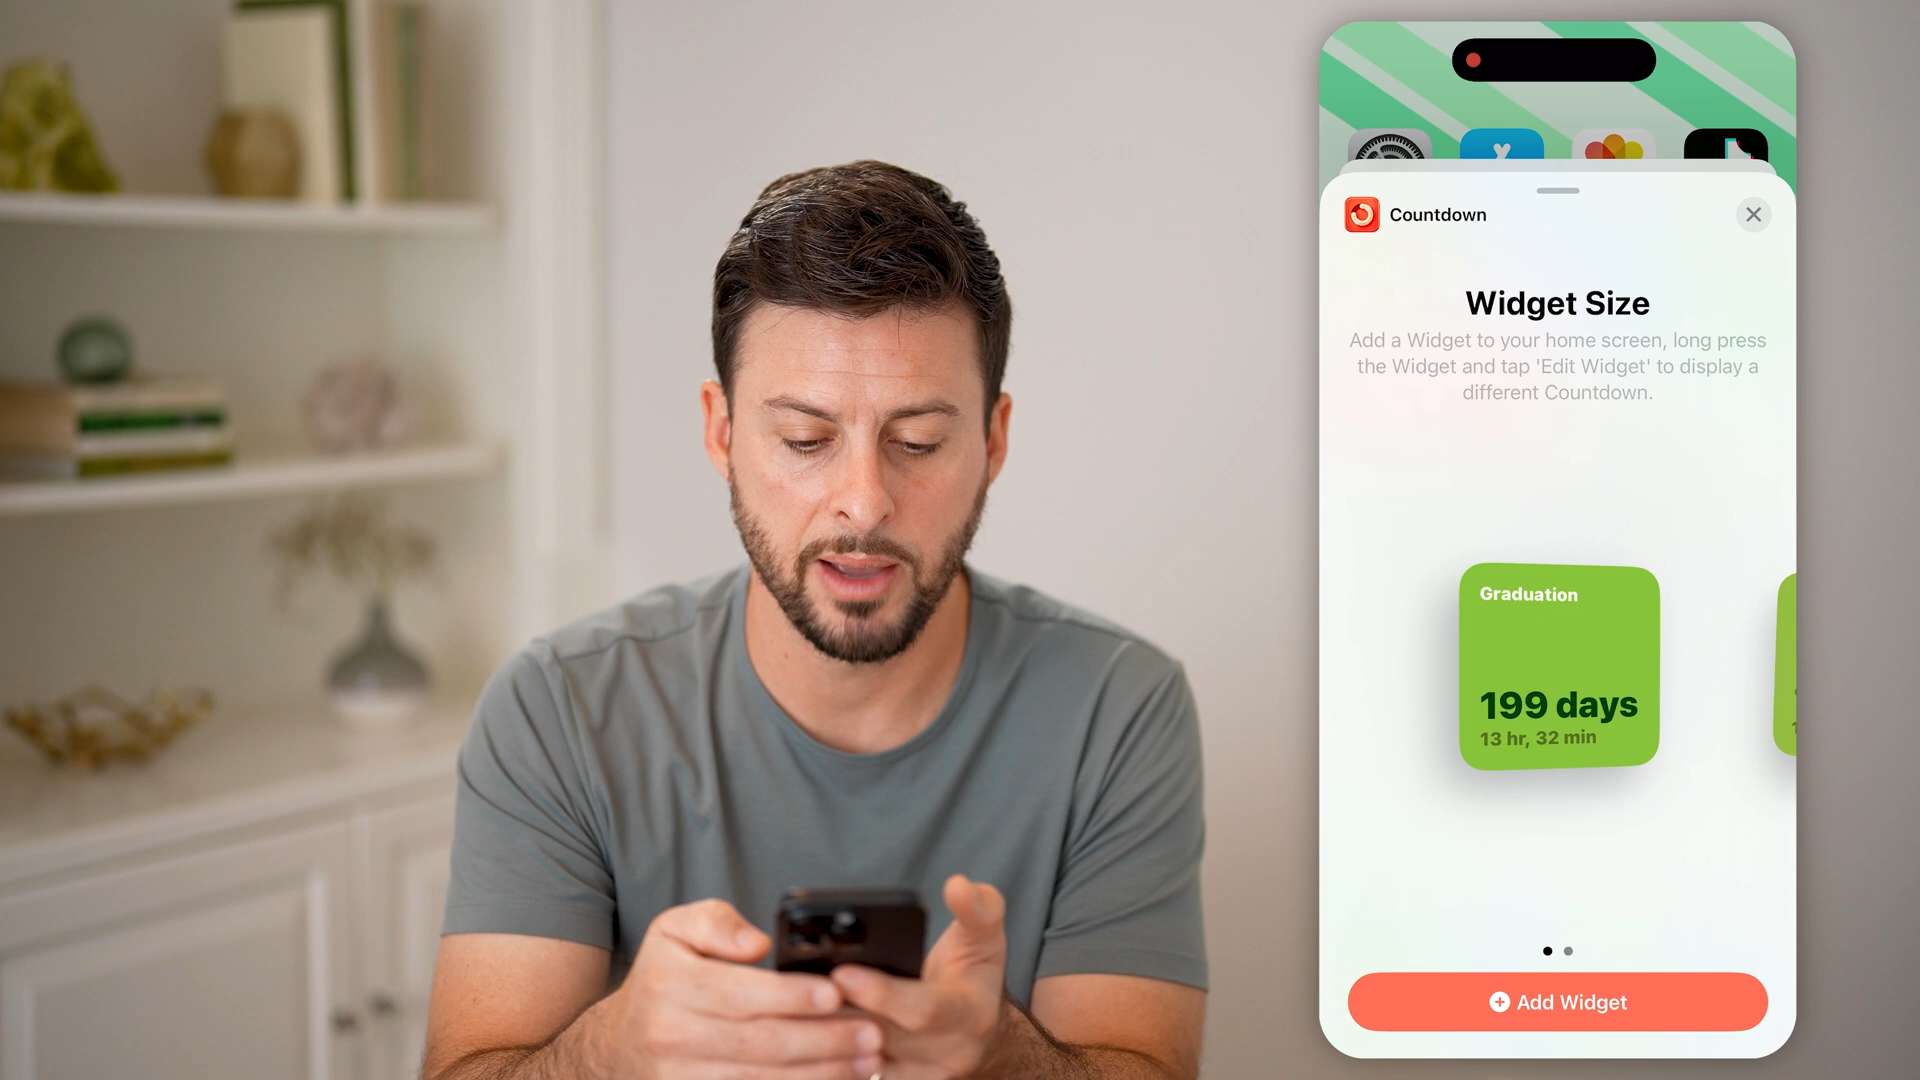 Countdown
Widget Size
Add a Widget to your home screen, long press
the Widget and tap 'Edit Widget' to display a
different Countdown.
Graduation
199 days
13 hr, 32 min
Add Widget